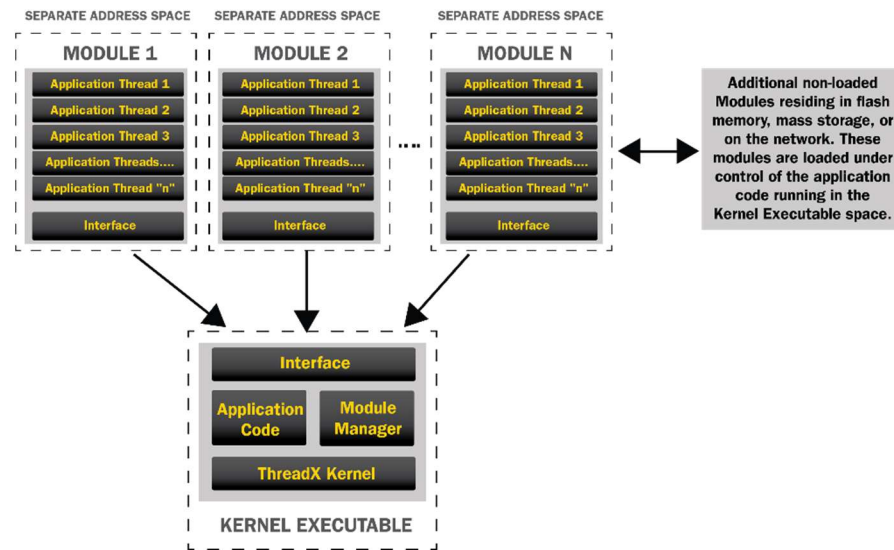 SEPARATE ADDRESS SPACE
MODULE 1
Application Thread 1
Application Thread 2
Application Thread 3
Application Threads....
Application Thread "n"
Interface
SEPARATE ADDRESS SPACE
MODULE 2
Application Thread 1
Application Thread 2
Application Thread 3
Application Threads....
Application Thread "n"
Interface
....
SEPARATE ADDRESS SPACE
MODULE N
Application Thread 1
Application Thread 2
Application Thread 3
Application Threads....
Application Thread "n"
Interface
Additional non-loaded
Modules residing in flash
memory, mass storage, or
on the network. These
modules are loaded under
control of the application
code running in the
Kernel Executable space.
Interface
Application
Code
Module
Manager
ThreadX Kernel
KERNEL EXECUTABLE